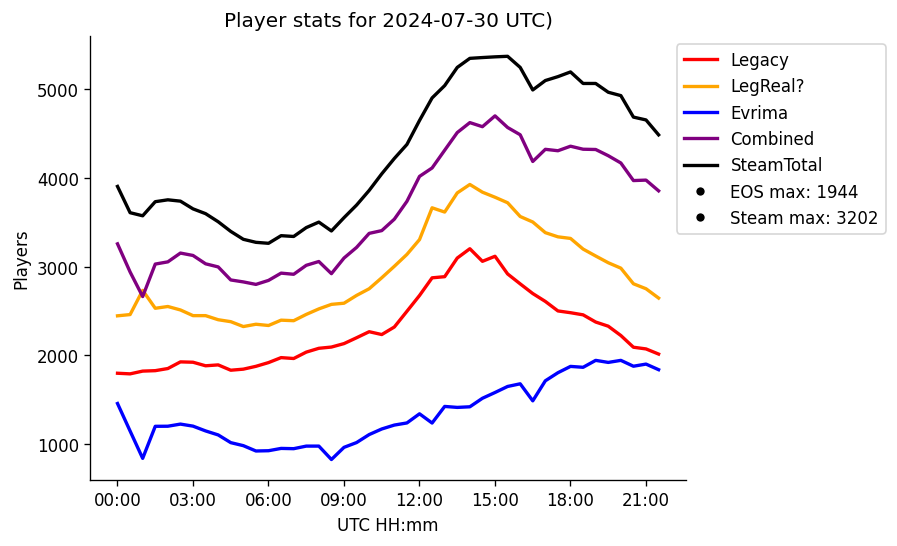 Player stats for 2024-07-30 UTC)
Players
5000
4000
3000
2000
1000
00:00 03:00 06:00 09:00 12:00 15:00 18:00 21:00
UTC HH:mm
Legacy
LegReal?
Evrima
Combined
SteamTotal
EOS max: 1944
Steam max: 3202